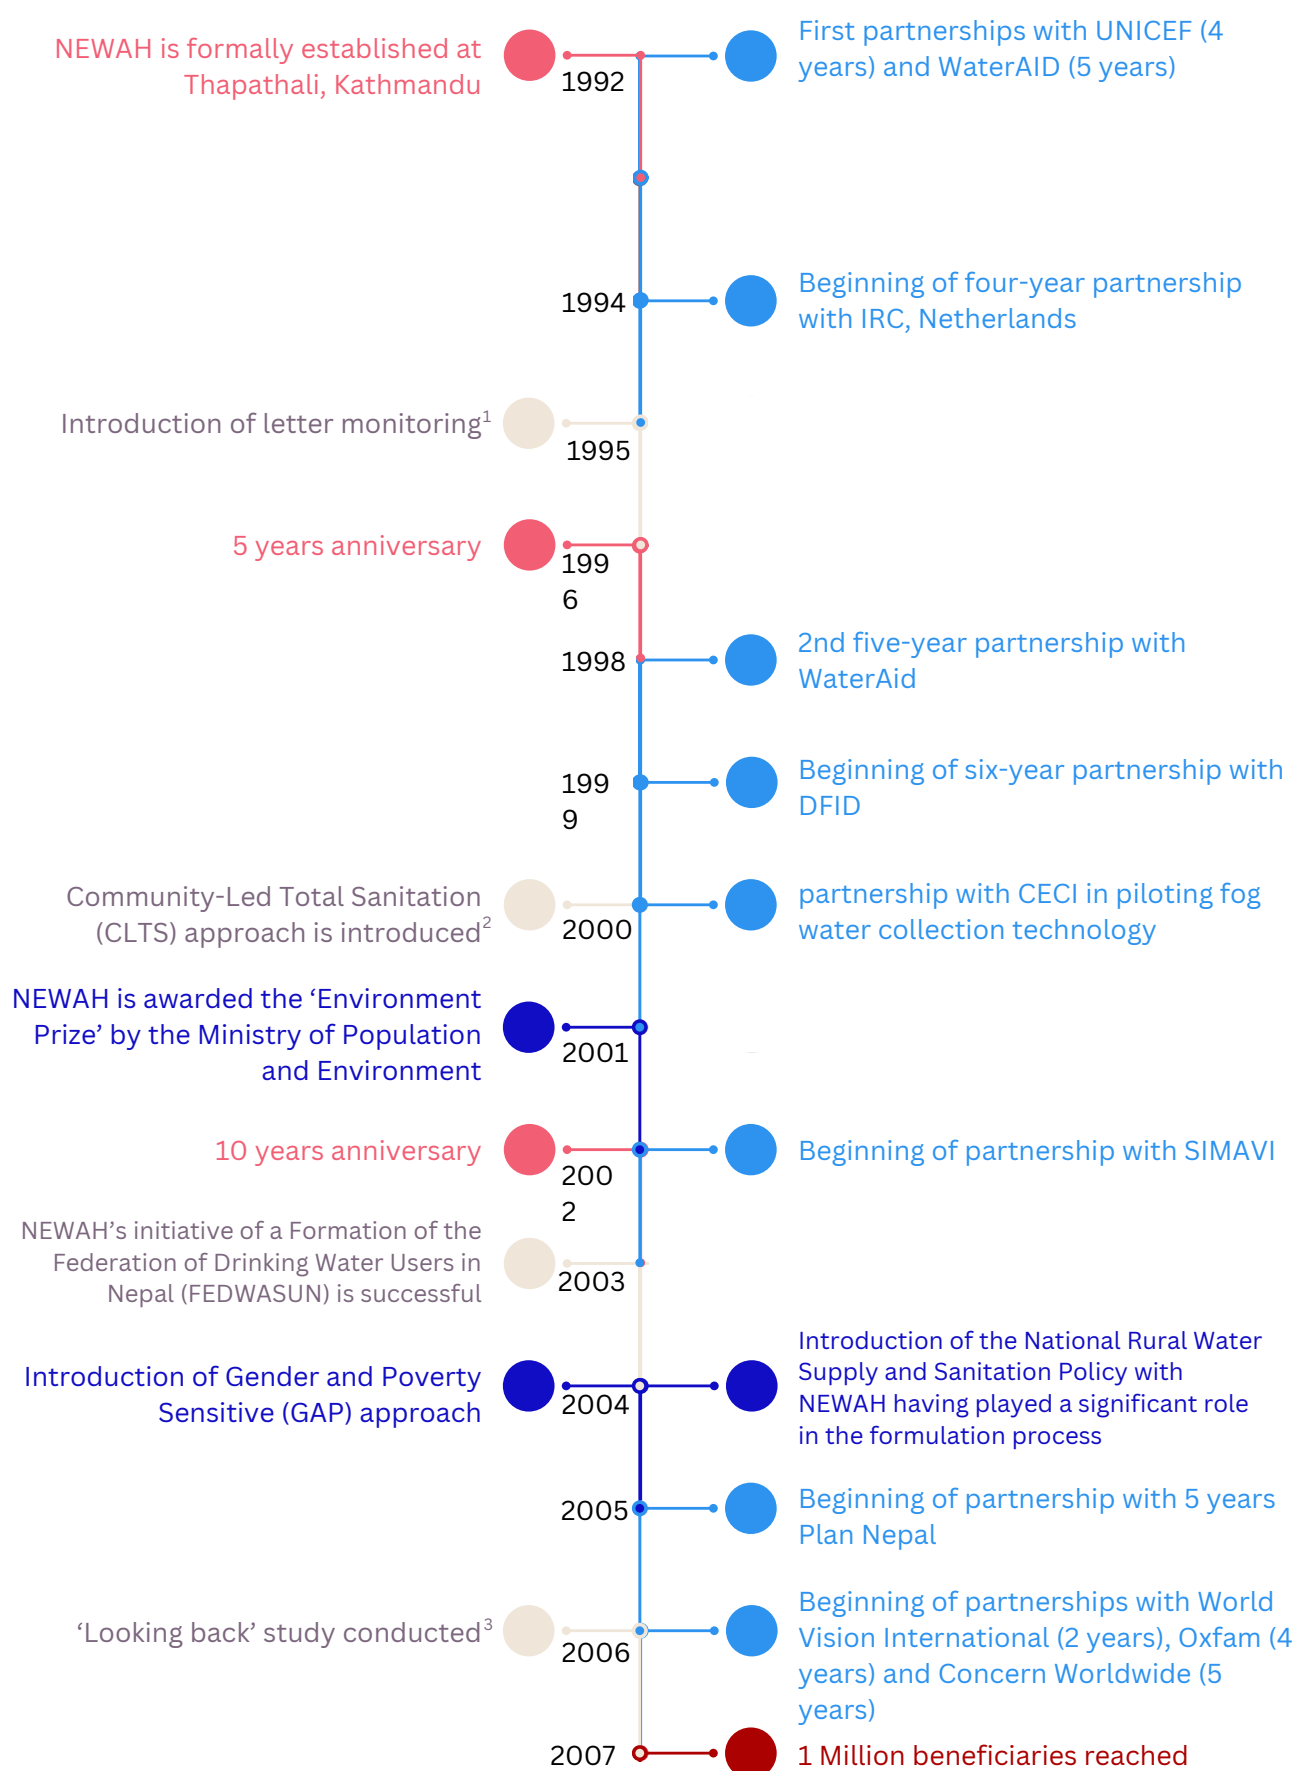 NEWAH is formally established at
Thapathali, Kathmandu
1992
First partnerships with UNICEF (4
years) and WaterAID (5 years)
1994
Beginning of four-year partnership
with IRC, Netherlands
Introduction of letter monitoring¹
1995
5 years anniversary
199
6
1998
2nd five-year partnership with
WaterAid
199
9
Beginning of six-year partnership with
DFID
Community-Led Total Sanitation
(CLTS) approach is introduced²
2000
partnership with CECI in piloting fog
water collection technology
NEWAH is awarded the ‘Environment
Prize’ by the Ministry of Population
and Environment
2001
10 years anniversary
200
2
Beginning of partnership with SIMAVI
NEWAH’s initiative of a Formation of the
Federation of Drinking Water Users in
Nepal (FEDWASUN) is successful
2003
Introduction of Gender and Poverty
Sensitive (GAP) approach
2004
Introduction of the National Rural Water
Supply and Sanitation Policy with
NEWAH having played a significant role
in the formulation process
2005
Beginning of partnership with 5 years
Plan Nepal
‘Looking back’ study conducted³
2006
Beginning of partnerships with World
Vision International (2 years), Oxfam (4
years) and Concern Worldwide (5
years)
2007
1 Million beneficiaries reached